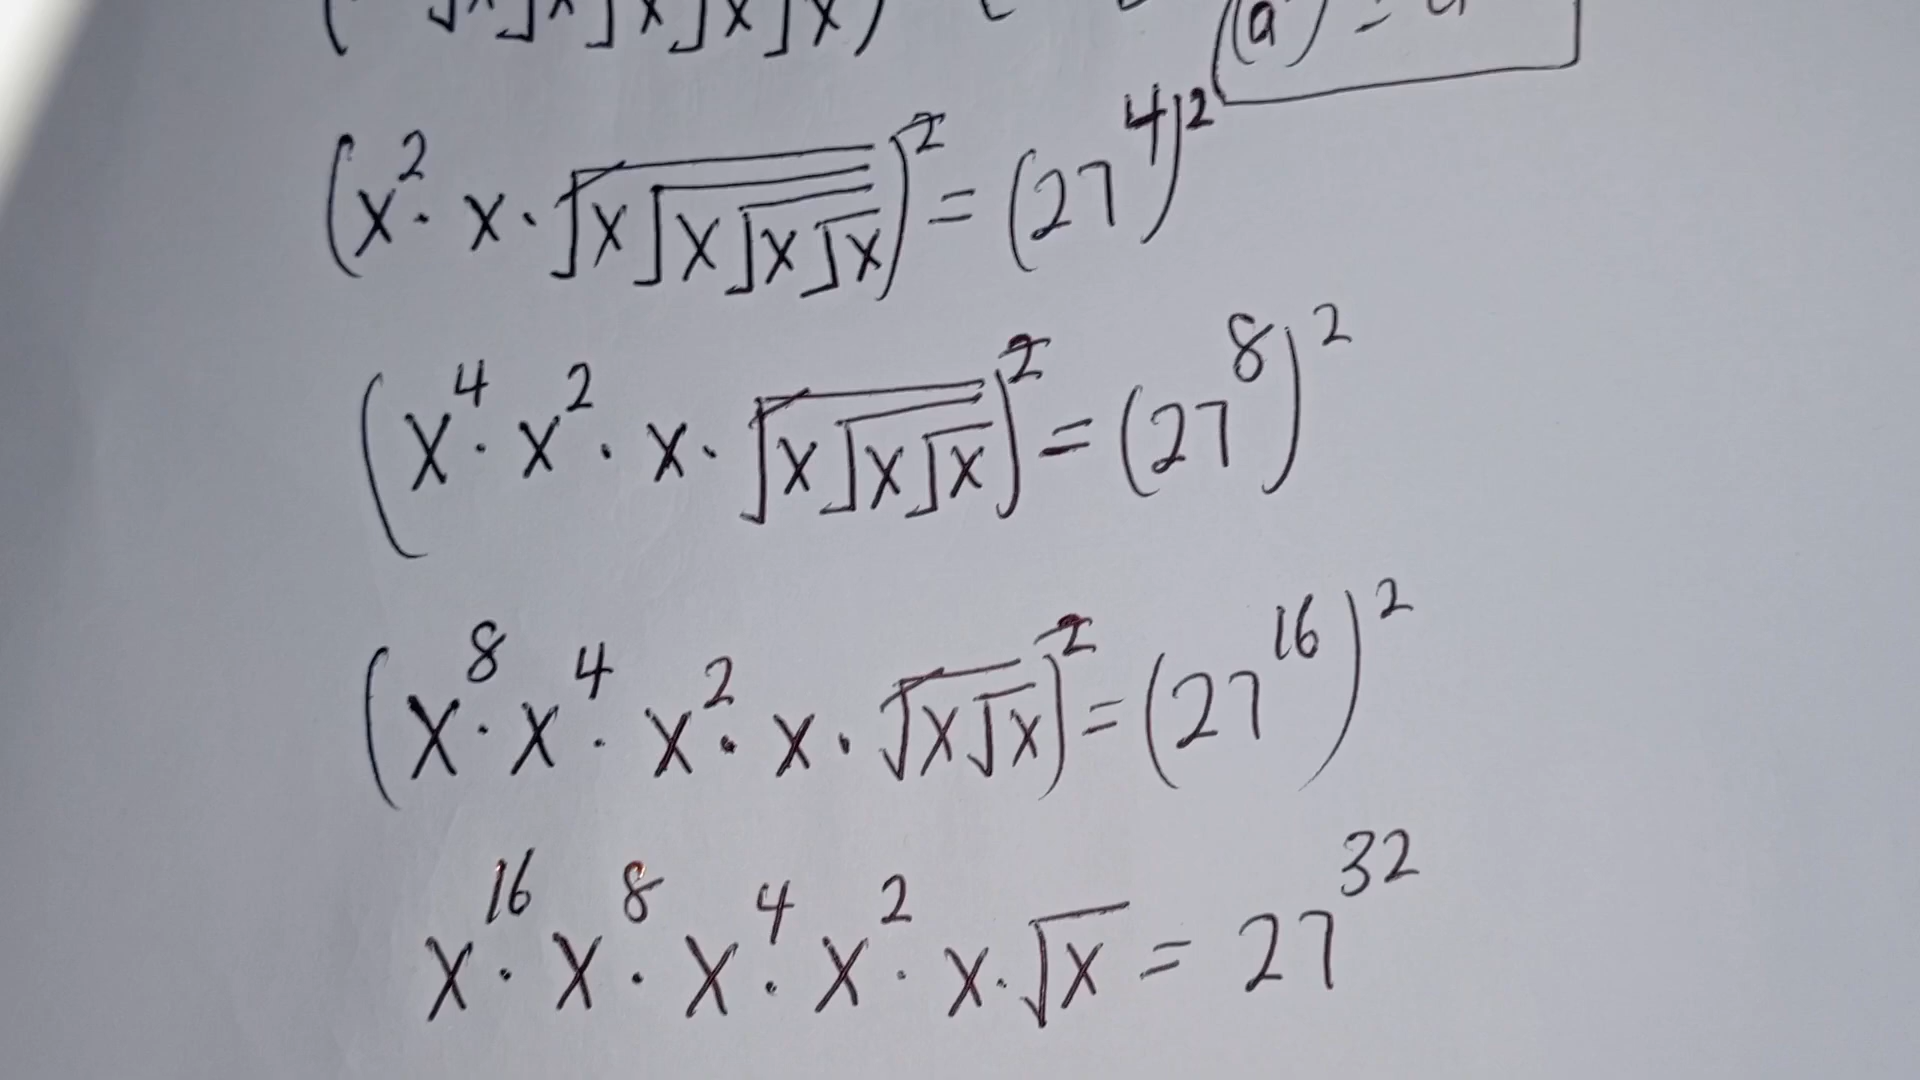 (x² · x · √(x√(x√(x√x))))² = (27⁴)²
(x⁴ · x² · x · √(x√(x√x)))² = (27⁸)²
(x⁸ · x⁴ · x² · x · √(x√x))² = (27¹⁶)²
x¹⁶ · x⁸ · x⁴ · x² · x · √x = 27³²